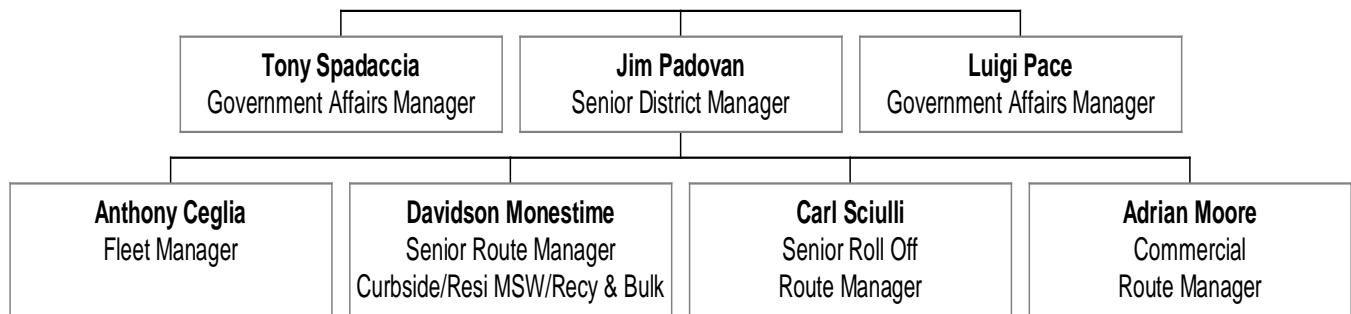 Tony Spadaccia
Government Affairs Manager
Jim Padovan
Senior District Manager
Luigi Pace
Government Affairs Manager
Anthony Ceglia
Fleet Manager
Davidson Monestime
Senior Route Manager
Curbside/Resi MSW/Recy & Bulk
Carl Sciulli
Senior Roll Off
Route Manager
Adrian Moore
Commercial
Route Manager